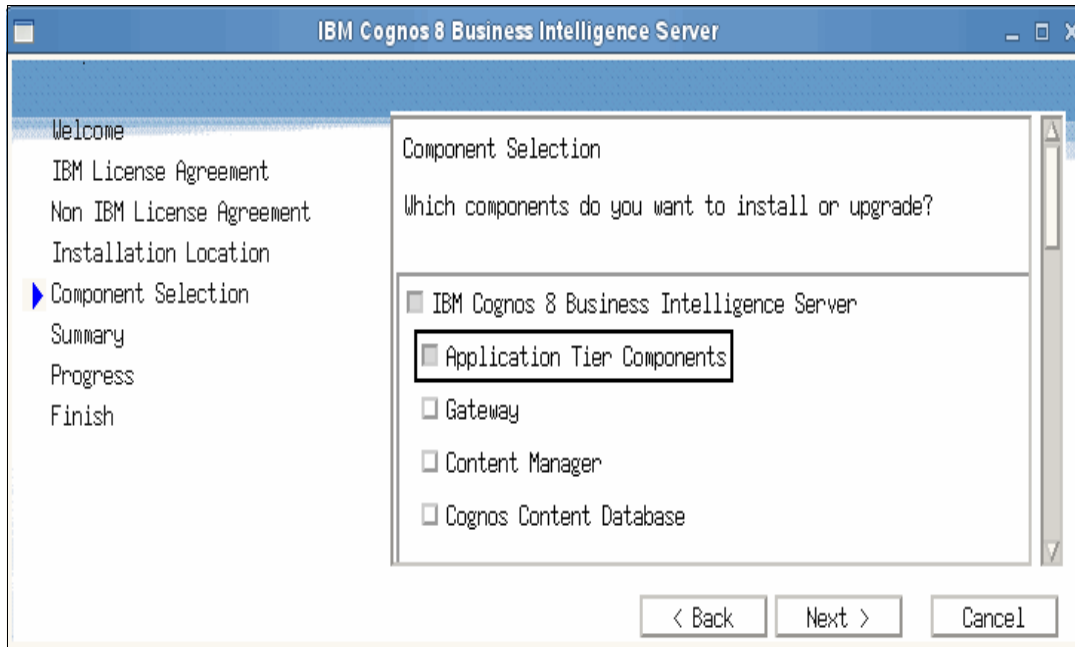 IBM Cognos 8 Business Intelligence Server
Welcome
IBM License Agreement
Non IBM License Agreement
Installation Location
Component Selection
Summary
Progress
Finish
Component Selection
Which components do you want to install or upgrade?
IBM Cognos 8 Business Intelligence Server
Application Tier Components
Gateway
Content Manager
Cognos Content Database
< Back
Next >
Cancel